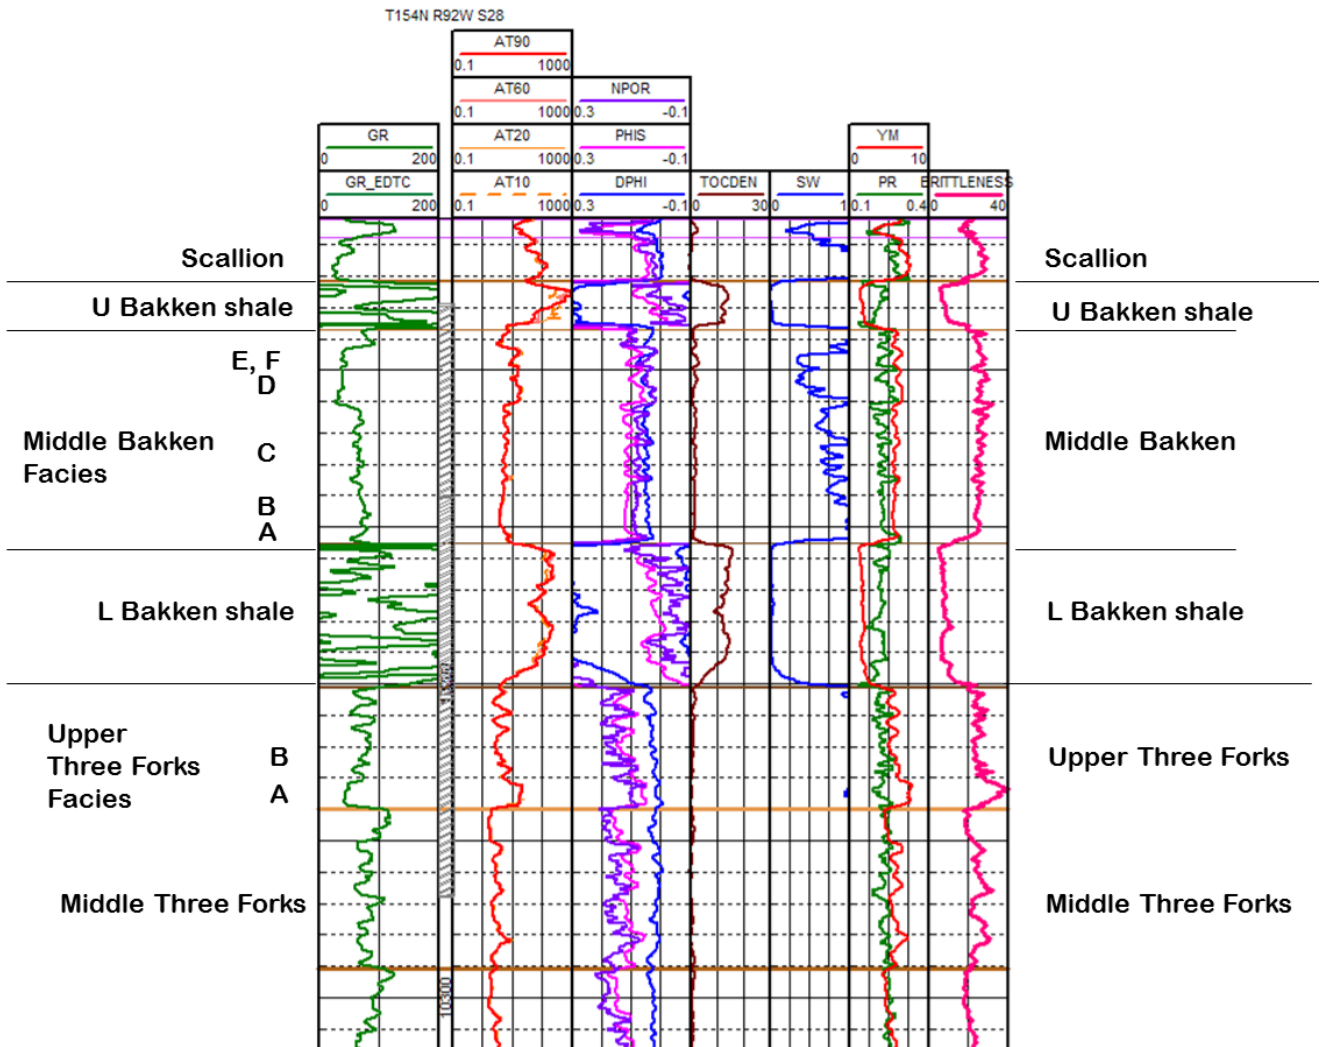 T154N R92W S28
AT90
0.1 1000
AT60 NPOR
0.1 1000 0.3 -0.1
GR AT20 PHIS YM
0 200 0.1 1000 0.3 -0.1 0 10
GR_EDTC AT10 DPHI TOCDEN SW PR BRITTLENESS
0 200 0.1 1000 0.3 -0.1 0 30 0 1 0.1 0.4 0 40
Scallion Scallion
U Bakken shale U Bakken shale
E, F
D
Middle Bakken Facies C Middle Bakken
B
A
L Bakken shale L Bakken shale
Upper Three Forks Facies B Upper Three Forks
A
Middle Three Forks Middle Three Forks
10300